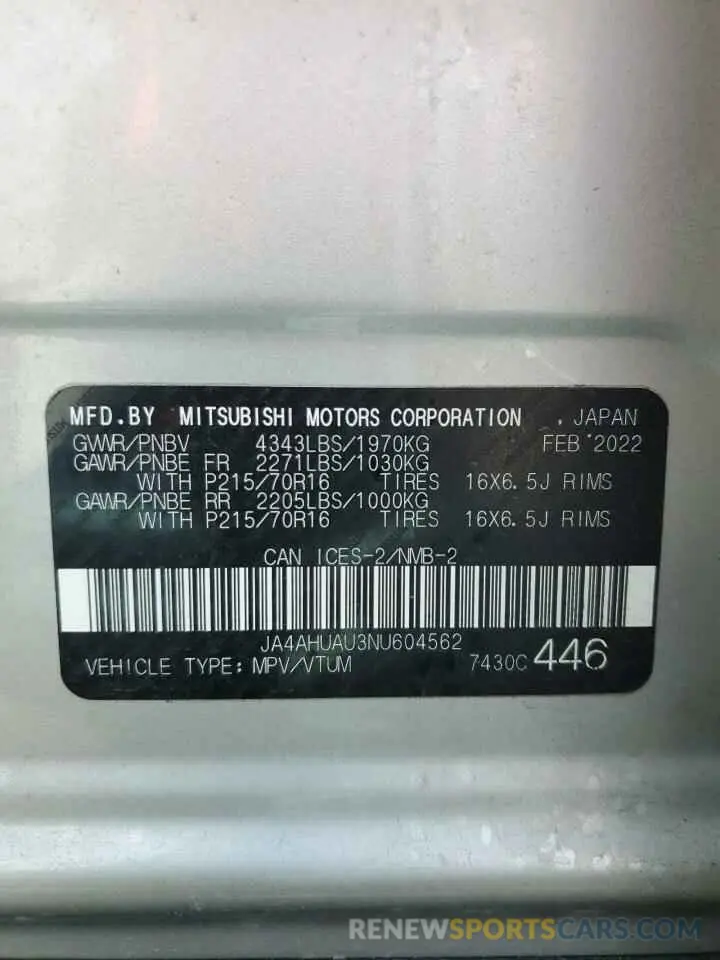 MFD.BY MITSUBISHI MOTORS CORPORATION , JAPAN
GVWR/PNBV 4343LBS/1970KG FEB 2022
GAWR/PNBE FR 2271LBS/1030KG
WITH P215/70R16 TIRES 16X6.5J RIMS
GAWR/PNBE RR 2205LBS/1000KG
WITH P215/70R16 TIRES 16X6.5J RIMS
CAN ICES-2/NMB-2
JA4AHUAU3NU604562
VEHICLE TYPE: MPV/VTUM 7430C 446
RENEWSPORTSCARS.COM